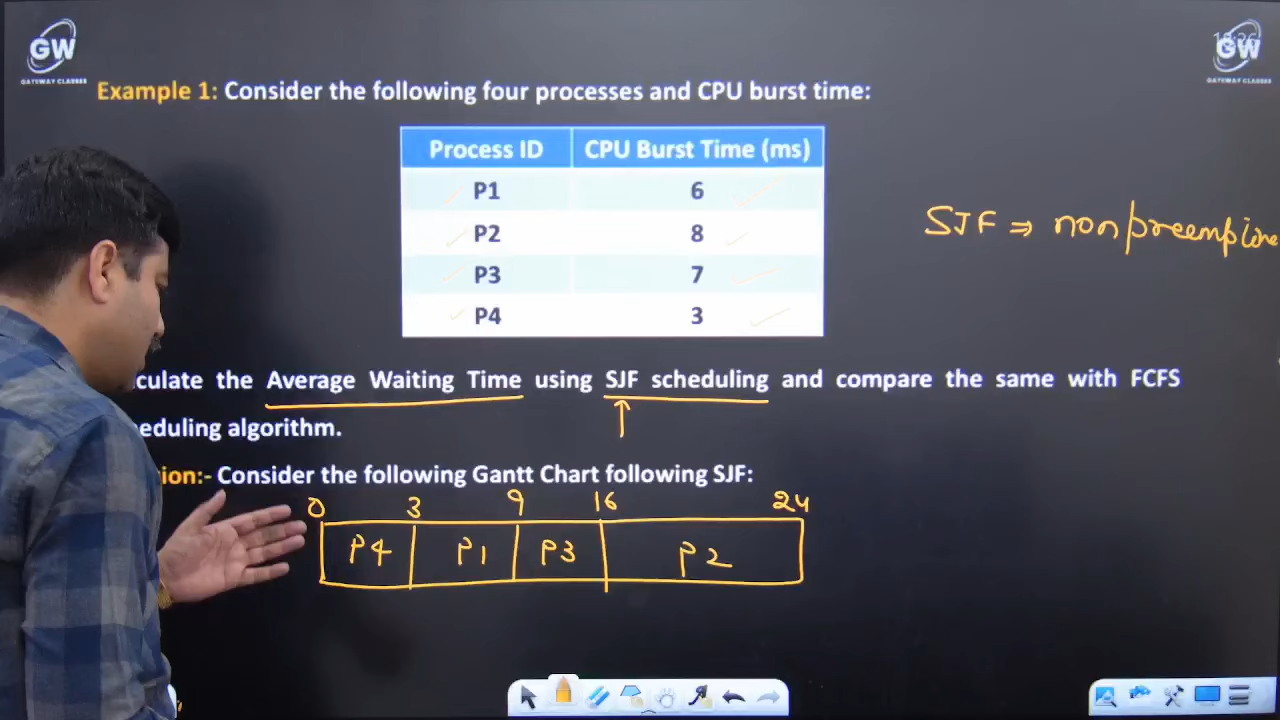 GW
GATEWAY CLASSES
GW
GATEWAY CLASSES
Example 1: Consider the following four processes and CPU burst time:
Process ID CPU Burst Time (ms)
P1 6
P2 8
P3 7
P4 3
SJF ⇒ nonpreemptive
culate the Average Waiting Time using SJF scheduling and compare the same with FCFS
eduling algorithm.
ion:- Consider the following Gantt Chart following SJF:
0 3 9 16 24
P4 P1 P3 P2